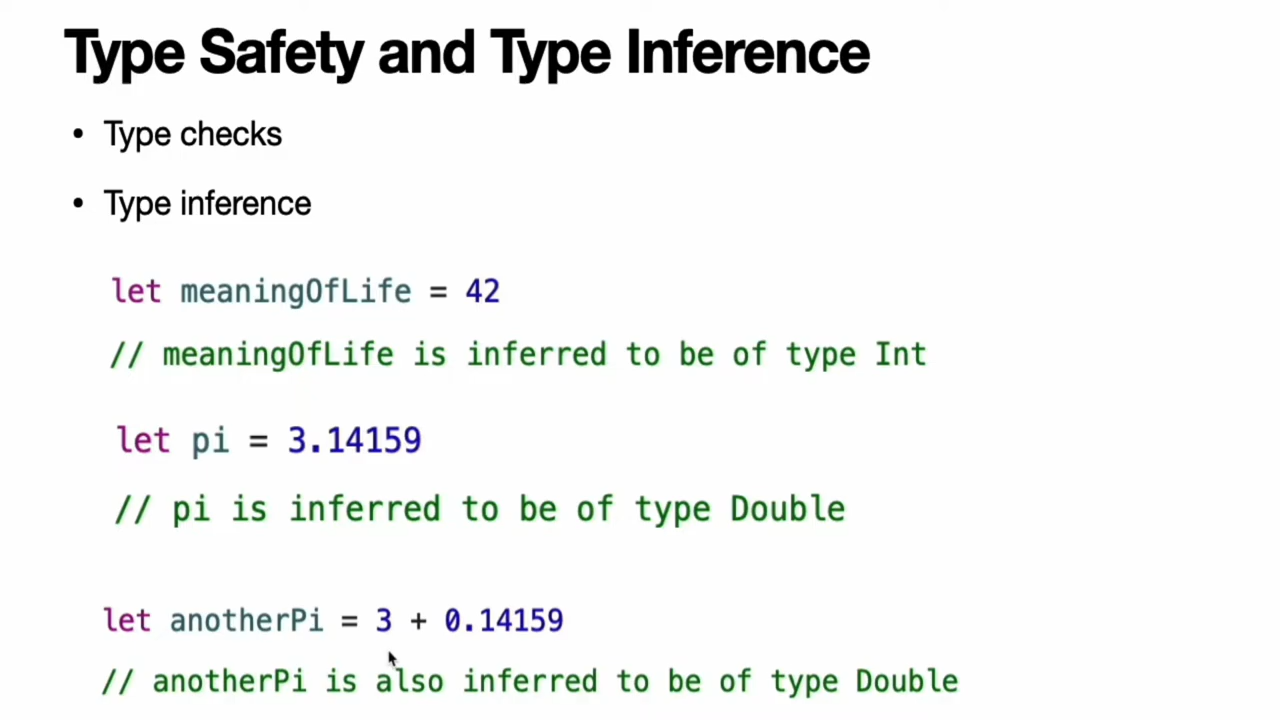 Type Safety and Type Inference
• Type checks
• Type inference
let meaningOfLife = 42
// meaningOfLife is inferred to be of type Int
let pi = 3.14159
// pi is inferred to be of type Double
let anotherPi = 3 + 0.14159
// anotherPi is also inferred to be of type Double